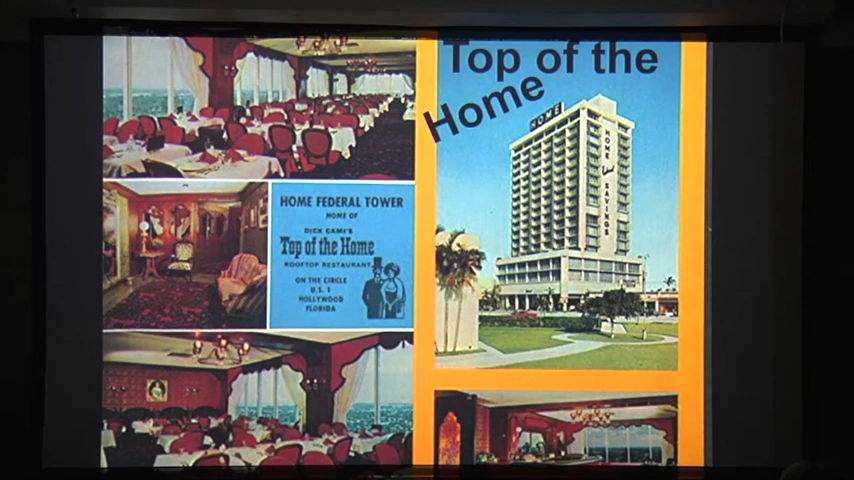 Top of the
Home
HOME FEDERAL TOWER
HOME OF
DICK CAMI'S
Top of the Home
ROOFTOP RESTAURANT
ON THE CIRCLE
U.S. 1
HOLLYWOOD
FLORIDA
HOME
HOME
SAVINGS